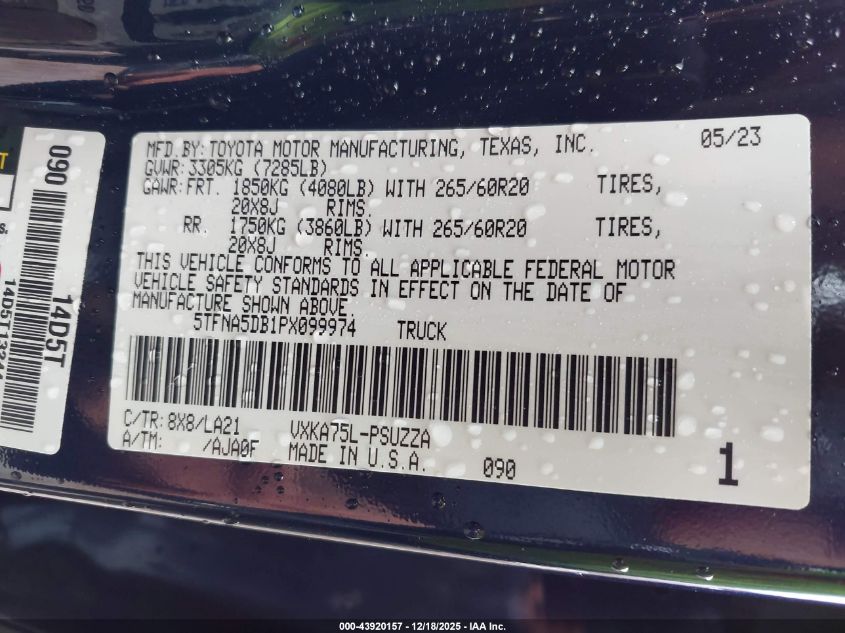 MFD. BY: TOYOTA MOTOR MANUFACTURING, TEXAS, INC. 05/23
GVWR: 3305KG (7285LB)
GAWR: FRT. 1850KG (4080LB) WITH 265/60R20 TIRES,
20X8J RIMS.
RR. 1750KG (3860LB) WITH 265/60R20 TIRES,
20X8J RIMS.
THIS VEHICLE CONFORMS TO ALL APPLICABLE FEDERAL MOTOR
VEHICLE SAFETY STANDARDS IN EFFECT ON THE DATE OF
MANUFACTURE SHOWN ABOVE.
5TFNA5DB1PX099974 TRUCK
C/TR: 8X8/LA21 VXKA75L-PSUZZA
A/TM: /AJA0F MADE IN U.S.A. 090 1
090
14D5T
000-43920157 - 12/18/2025 - IAA Inc.